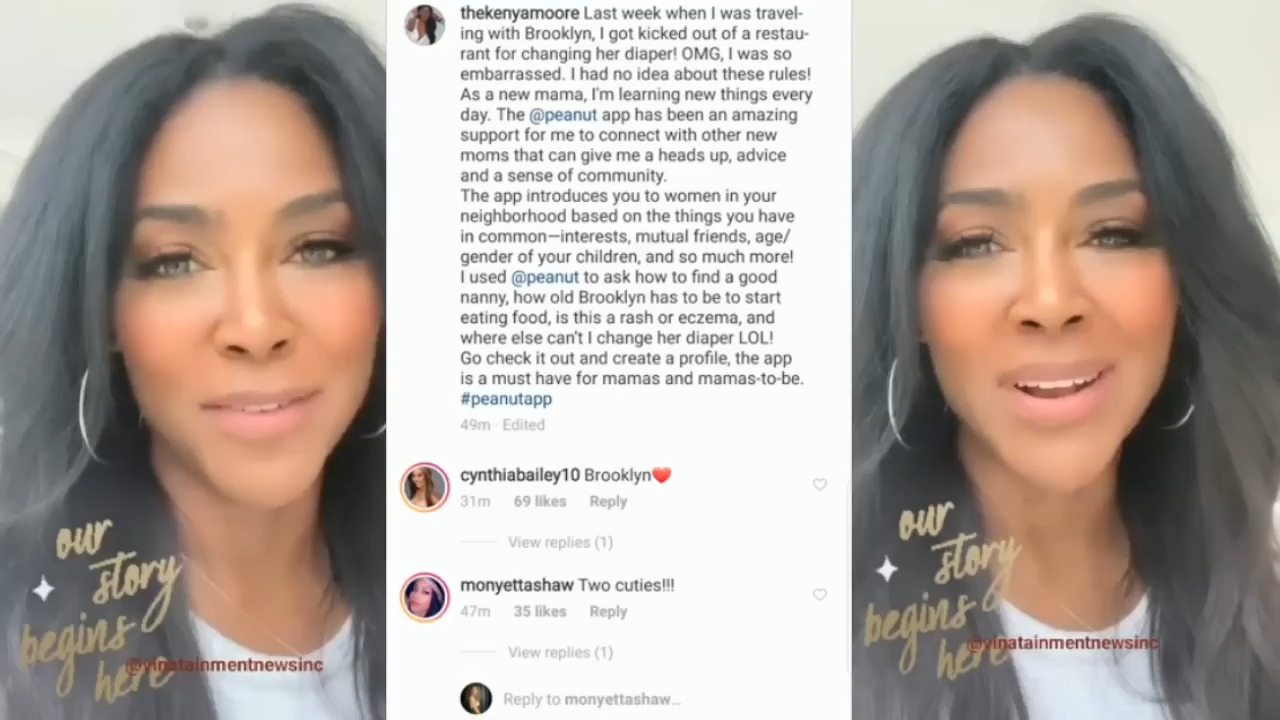 thekenyamoore Last week when I was travel-
ing with Brooklyn, I got kicked out of a restau-
rant for changing her diaper! OMG, I was so
embarrassed. I had no idea about these rules!
As a new mama, I'm learning new things every
day. The @peanut app has been an amazing
support for me to connect with other new
moms that can give me a heads up, advice
and a sense of community.
The app introduces you to women in your
neighborhood based on the things you have
in common—interests, mutual friends, age/
gender of your children, and so much more!
I used @peanut to ask how to find a good
nanny, how old Brooklyn has to be to start
eating food, is this a rash or eczema, and
where else can't I change her diaper LOL!
Go check it out and create a profile, the app
is a must have for mamas and mamas-to-be.
#peanutapp
49m · Edited
cynthiabailey10 Brooklyn❤️
31m 69 likes Reply
View replies (1)
monyettashaw Two cuties!!!
47m 35 likes Reply
View replies (1)
Reply to monyettashaw...
our
story
begins
here
@yinatainmentnewsinc
our
story
begins
here
@yinatainmentnewsinc